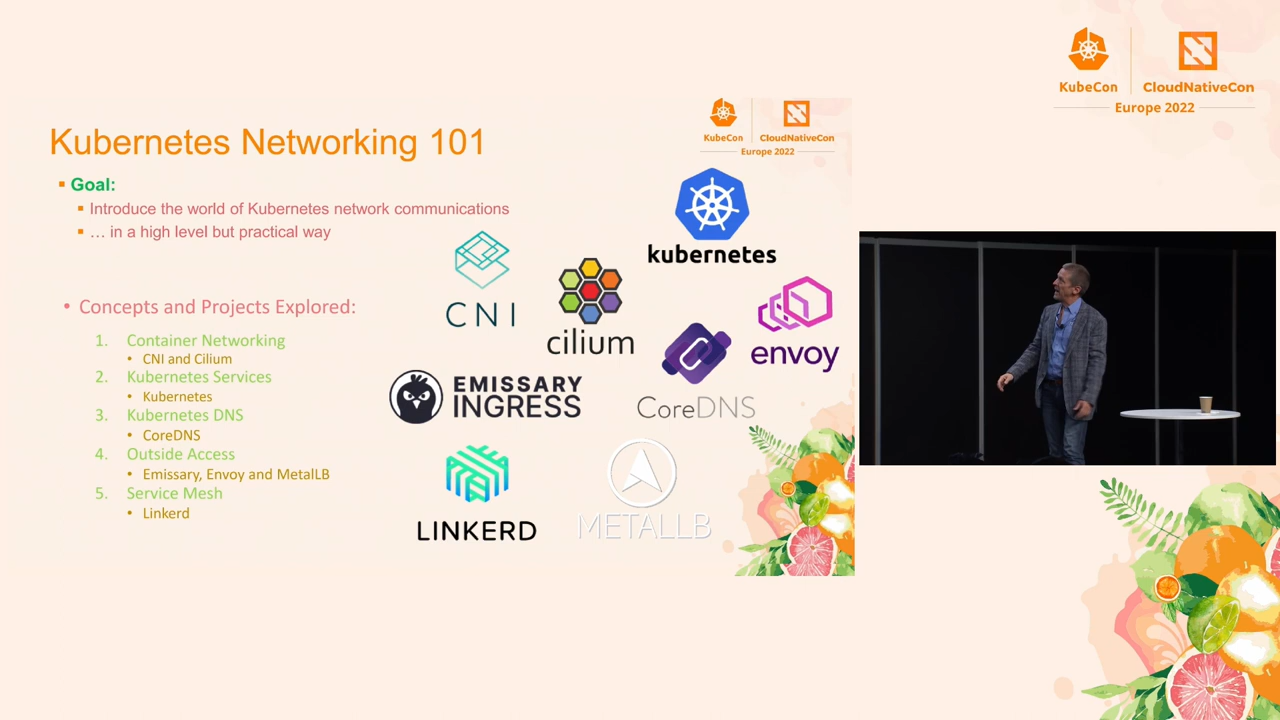 KubeCon
CloudNativeCon
Europe 2022
Kubernetes Networking 101
KubeCon
CloudNativeCon
Europe 2022
Goal:
Introduce the world of Kubernetes network communications
… in a high level but practical way
kubernetes
CNI
cilium
envoy
EMISSARY
INGRESS
CoreDNS
LINKERD
METALLB
Concepts and Projects Explored:
1. Container Networking
CNI and Cilium
2. Kubernetes Services
Kubernetes
3. Kubernetes DNS
CoreDNS
4. Outside Access
Emissary, Envoy and MetalLB
5. Service Mesh
Linkerd